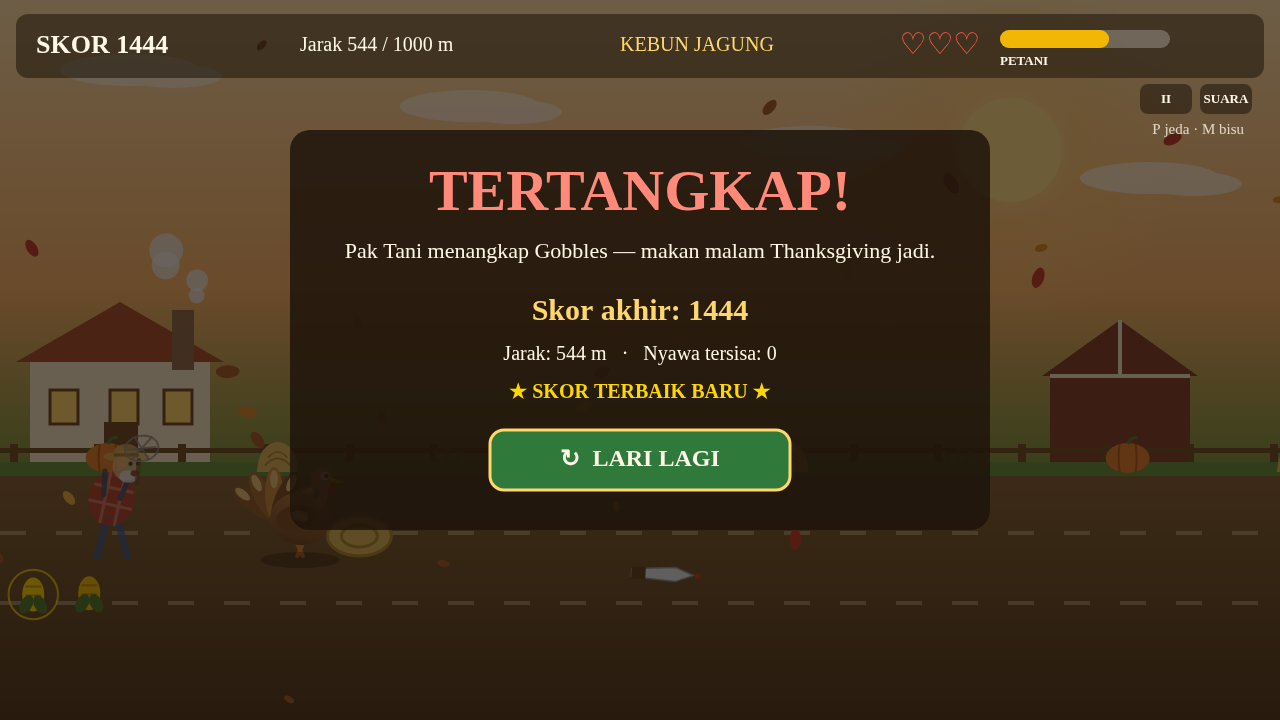 SKOR 1444
Jarak 544 / 1000 m
KEBUN JAGUNG
♡♡♡
PETANI
II
SUARA
P jeda · M bisu
TERTANGKAP!
Pak Tani menangkap Gobbles — makan malam Thanksgiving jadi.
Skor akhir: 1444
Jarak: 544 m · Nyawa tersisa: 0
★ SKOR TERBAIK BARU ★
↻ LARI LAGI